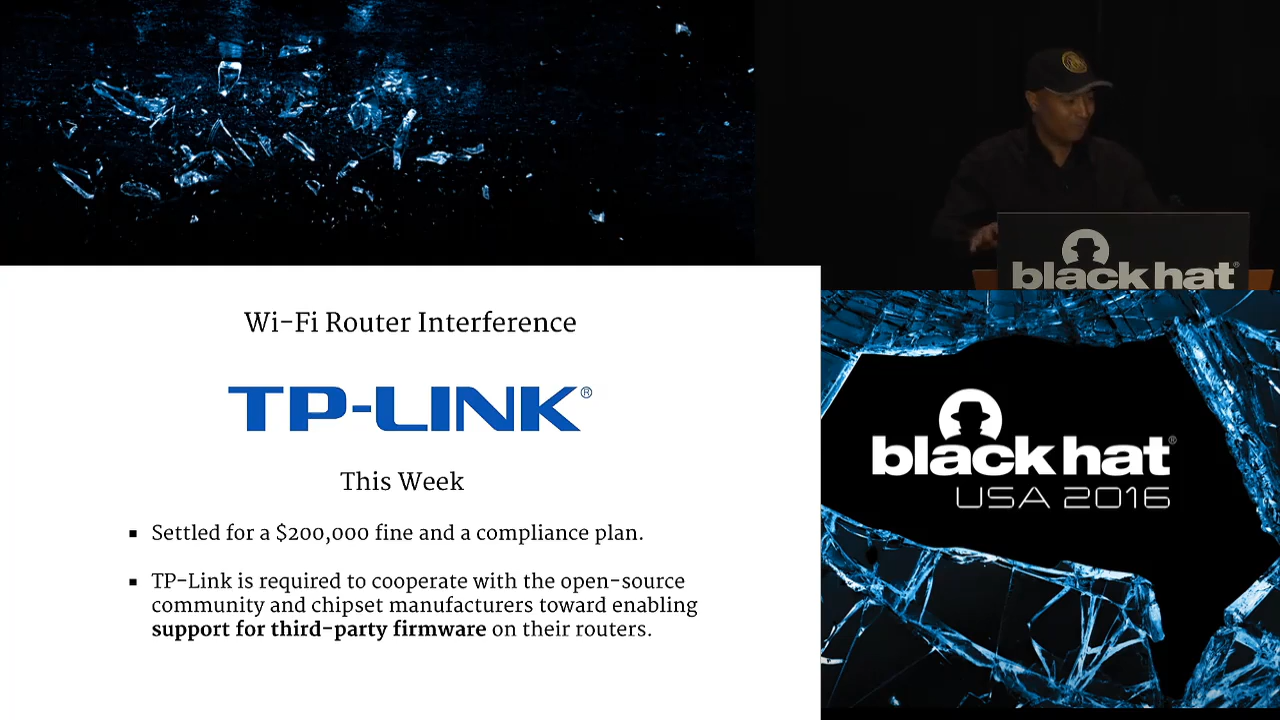 Wi-Fi Router Interference
TP-LINK®
This Week
▪ Settled for a $200,000 fine and a compliance plan.
▪ TP-Link is required to cooperate with the open-source
community and chipset manufacturers toward enabling
support for third-party firmware on their routers.
black hat®
black hat®
USA 2016